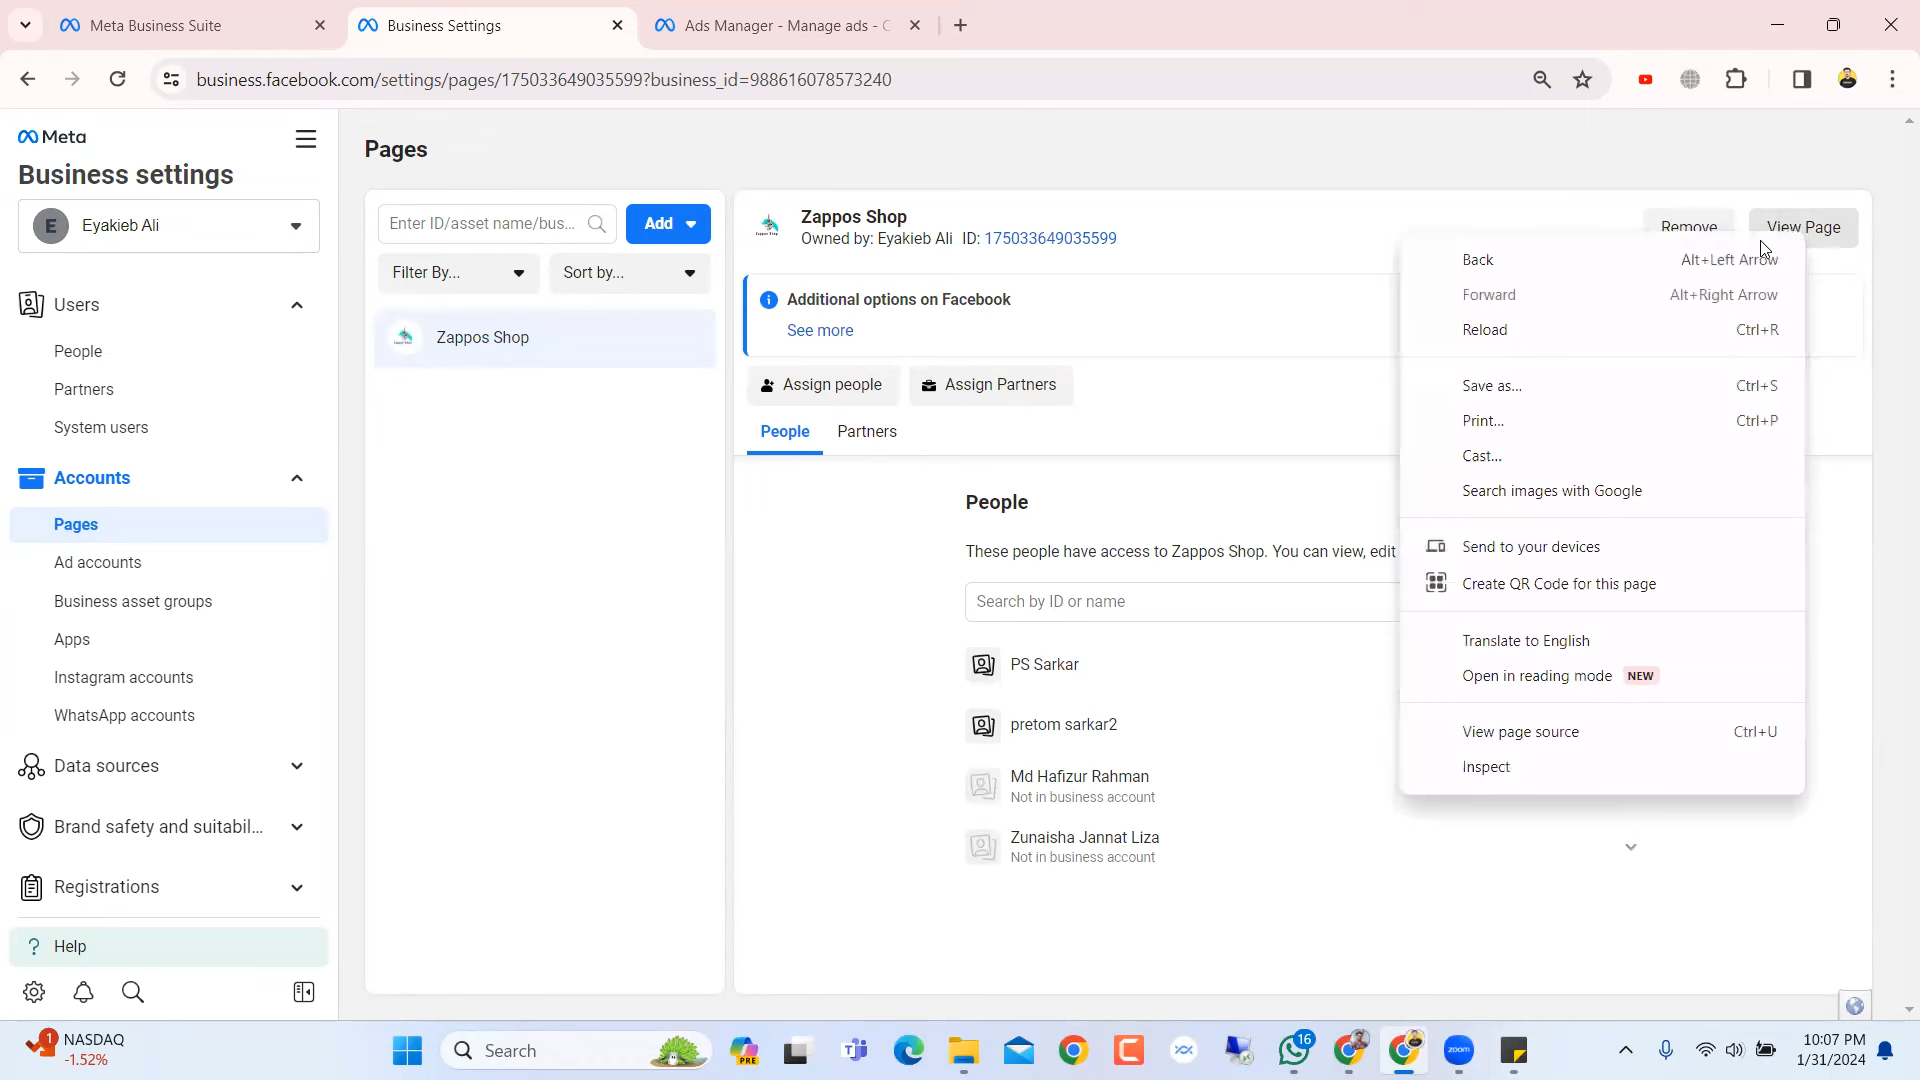 Meta Business Suite
Business Settings
Ads Manager - Manage ads - C
business.facebook.com/settings/pages/175033649035599?business_id=988616078573240
Meta
Business settings
E Eyakieb Ali
Users
People
Partners
System users
Accounts
Pages
Ad accounts
Business asset groups
Apps
Instagram accounts
WhatsApp accounts
Data sources
Brand safety and suitabil...
Registrations
? Help
Pages
Enter ID/asset name/bus...
Add
Filter By...
Sort by...
Zappos Shop
Zappos Shop
Owned by: Eyakieb Ali ID: 175033649035599
Remove
View Page
Additional options on Facebook
See more
Assign people
Assign Partners
People
Partners
People
These people have access to Zappos Shop. You can view, edit
Search by ID or name
PS Sarkar
pretom sarkar2
Md Hafizur Rahman
Not in business account
Zunaisha Jannat Liza
Not in business account
Back Alt+Left Arrow
Forward Alt+Right Arrow
Reload Ctrl+R
Save as... Ctrl+S
Print... Ctrl+P
Cast...
Search images with Google
Send to your devices
Create QR Code for this page
Translate to English
Open in reading mode NEW
View page source Ctrl+U
Inspect
1
NASDAQ
-1.52%
Search
PRE
16
zoom
10:07 PM
1/31/2024